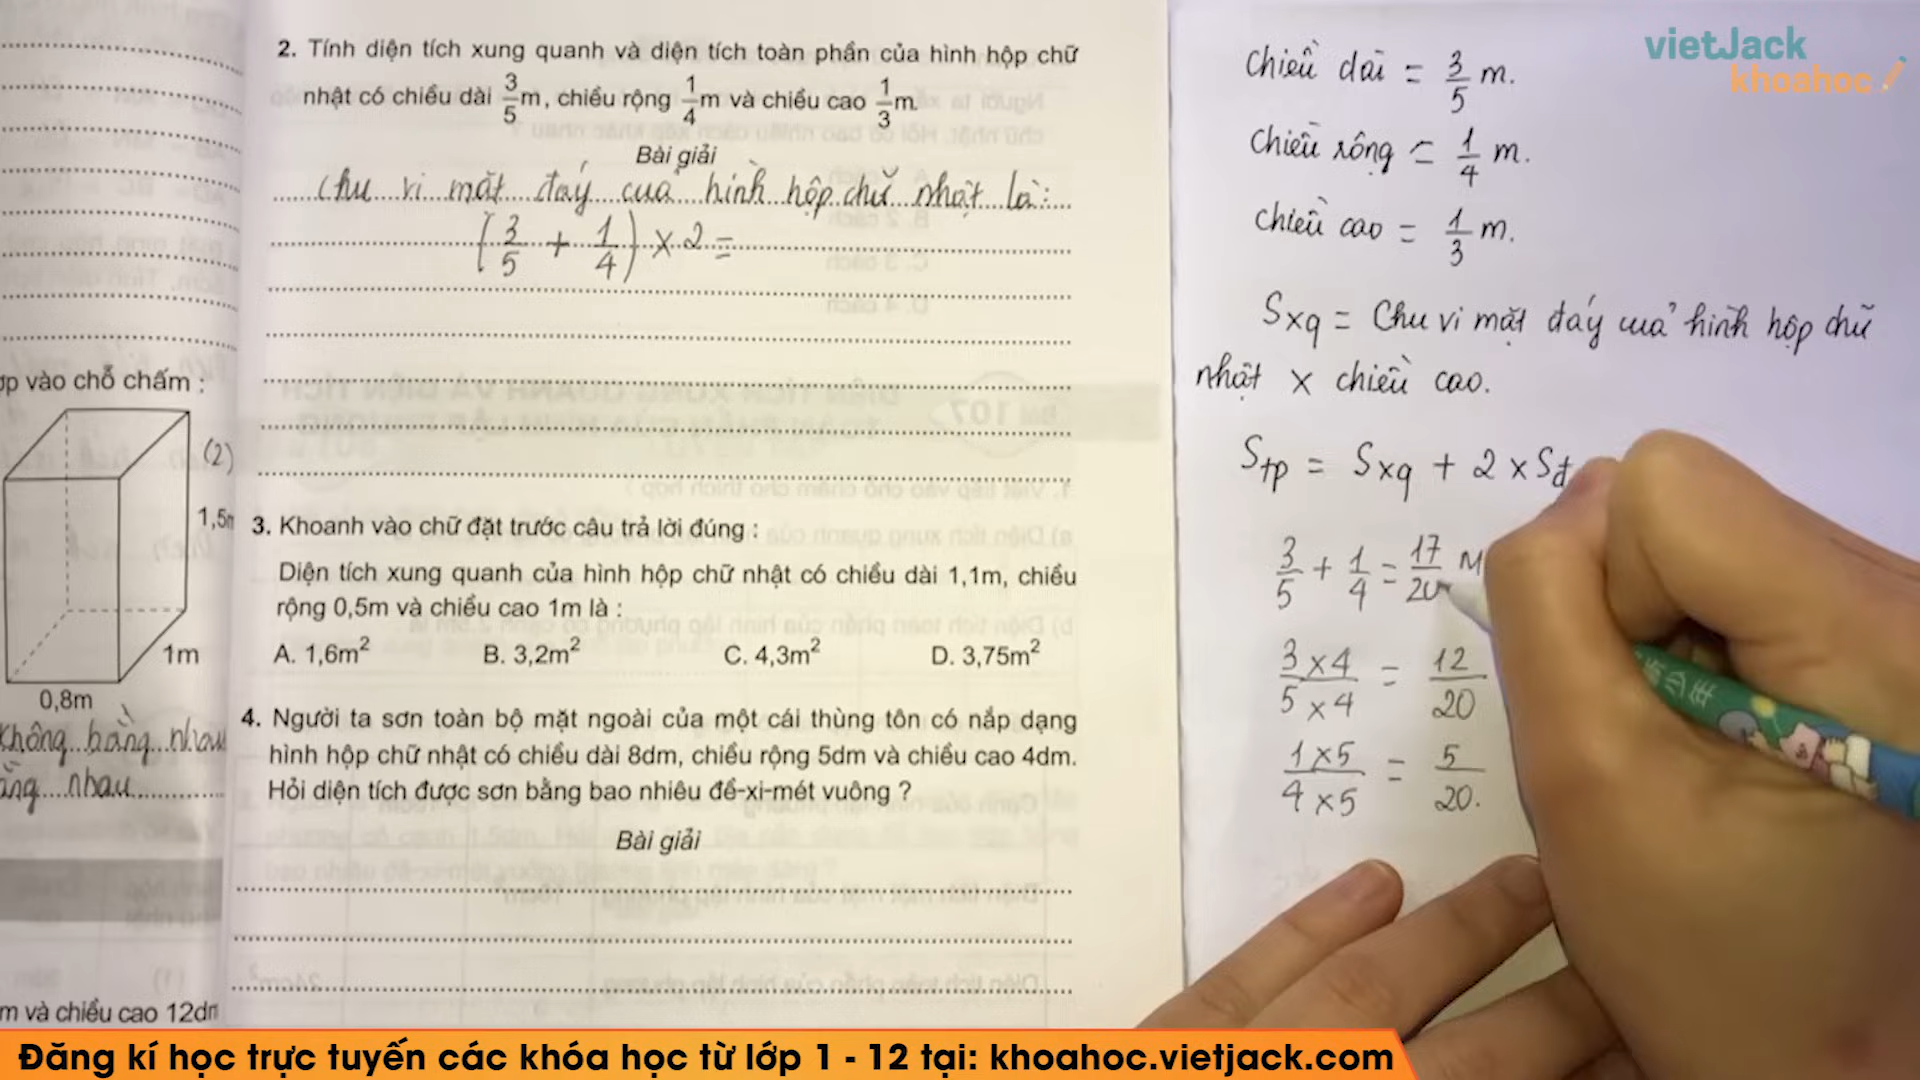 2. Tính diện tích xung quanh và diện tích toàn phần của hình hộp chữ
nhật có chiều dài 3/5 m, chiều rộng 1/4 m và chiều cao 1/3 m.
Bài giải
Chu vi mặt đáy của hình hộp chữ nhật là:
(3/5 + 1/4) x 2 =
3. Khoanh vào chữ đặt trước câu trả lời đúng :
Diện tích xung quanh của hình hộp chữ nhật có chiều dài 1,1m, chiều
rộng 0,5m và chiều cao 1m là :
A. 1,6m² B. 3,2m² C. 4,3m² D. 3,75m²
4. Người ta sơn toàn bộ mặt ngoài của một cái thùng tôn có nắp dạng
hình hộp chữ nhật có chiều dài 8dm, chiều rộng 5dm và chiều cao 4dm.
Hỏi diện tích được sơn bằng bao nhiêu đề-xi-mét vuông ?
Bài giải
vào chỗ chấm :
(2)
1,5
1m
0,8m
không bằng nhau
nhau
m và chiều cao 12d
vietJack
khoahoc
Chiều dài = 3/5 m.
Chiều rộng = 1/4 m.
Chiều cao = 1/3 m.
Sxq = Chu vi mặt đáy của hình hộp chữ
nhật x chiều cao.
Stp = Sxq + 2 x Sđ
3/5 + 1/4 = 17/20
3x4/5x4 = 12/20
1x5/4x5 = 5/20.
Đăng kí học trực tuyến các khóa học từ lớp 1 - 12 tại: khoahoc.vietjack.com